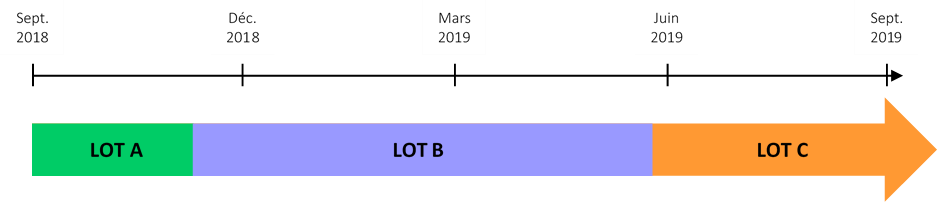 Sept.
2018
Déc.
2018
Mars
2019
Juin
2019
Sept.
2019
LOT A
LOT B
LOT C